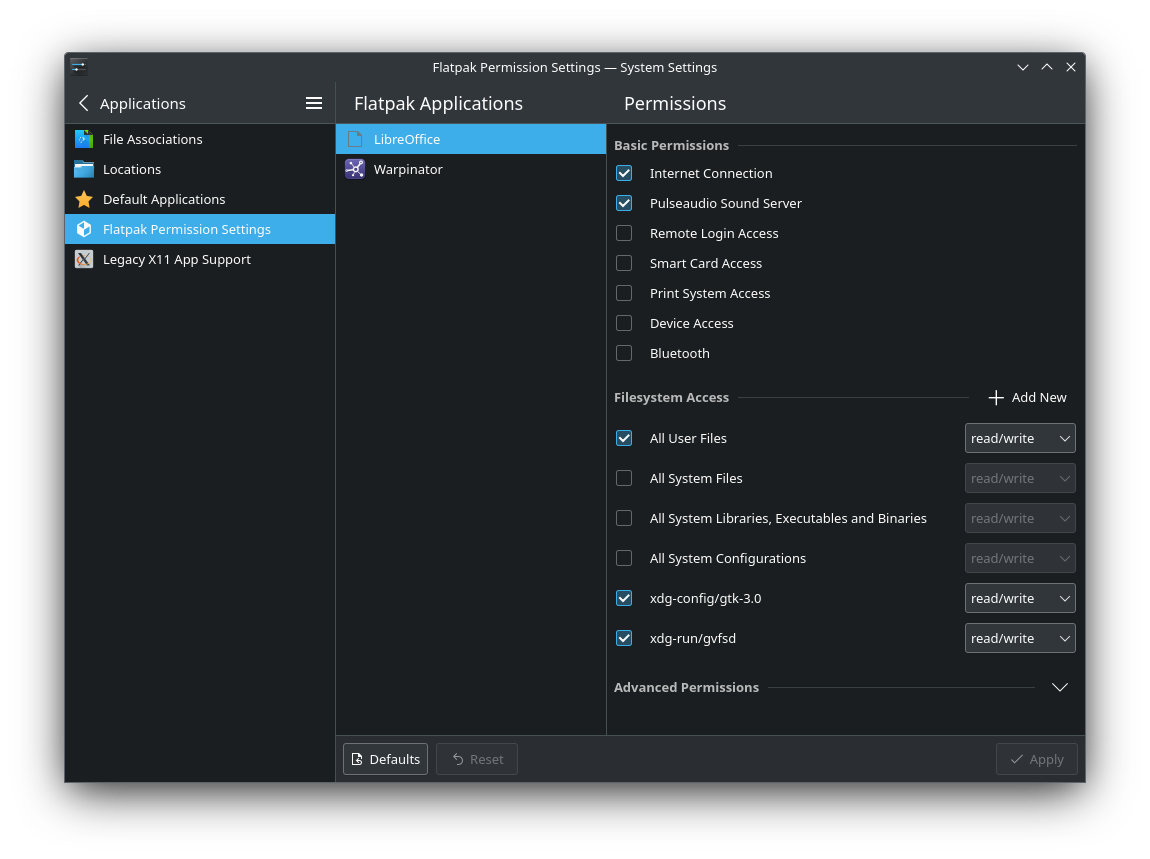 Flatpak Permission Settings — System Settings
Applications
File Associations
Locations
Default Applications
Flatpak Permission Settings
Legacy X11 App Support
Flatpak Applications
LibreOffice
Warpinator
Permissions
Basic Permissions
Internet Connection
Pulseaudio Sound Server
Remote Login Access
Smart Card Access
Print System Access
Device Access
Bluetooth
Filesystem Access Add New
All User Files read/write
All System Files read/write
All System Libraries, Executables and Binaries read/write
All System Configurations read/write
xdg-config/gtk-3.0 read/write
xdg-run/gvfsd read/write
Advanced Permissions
Defaults Reset Apply